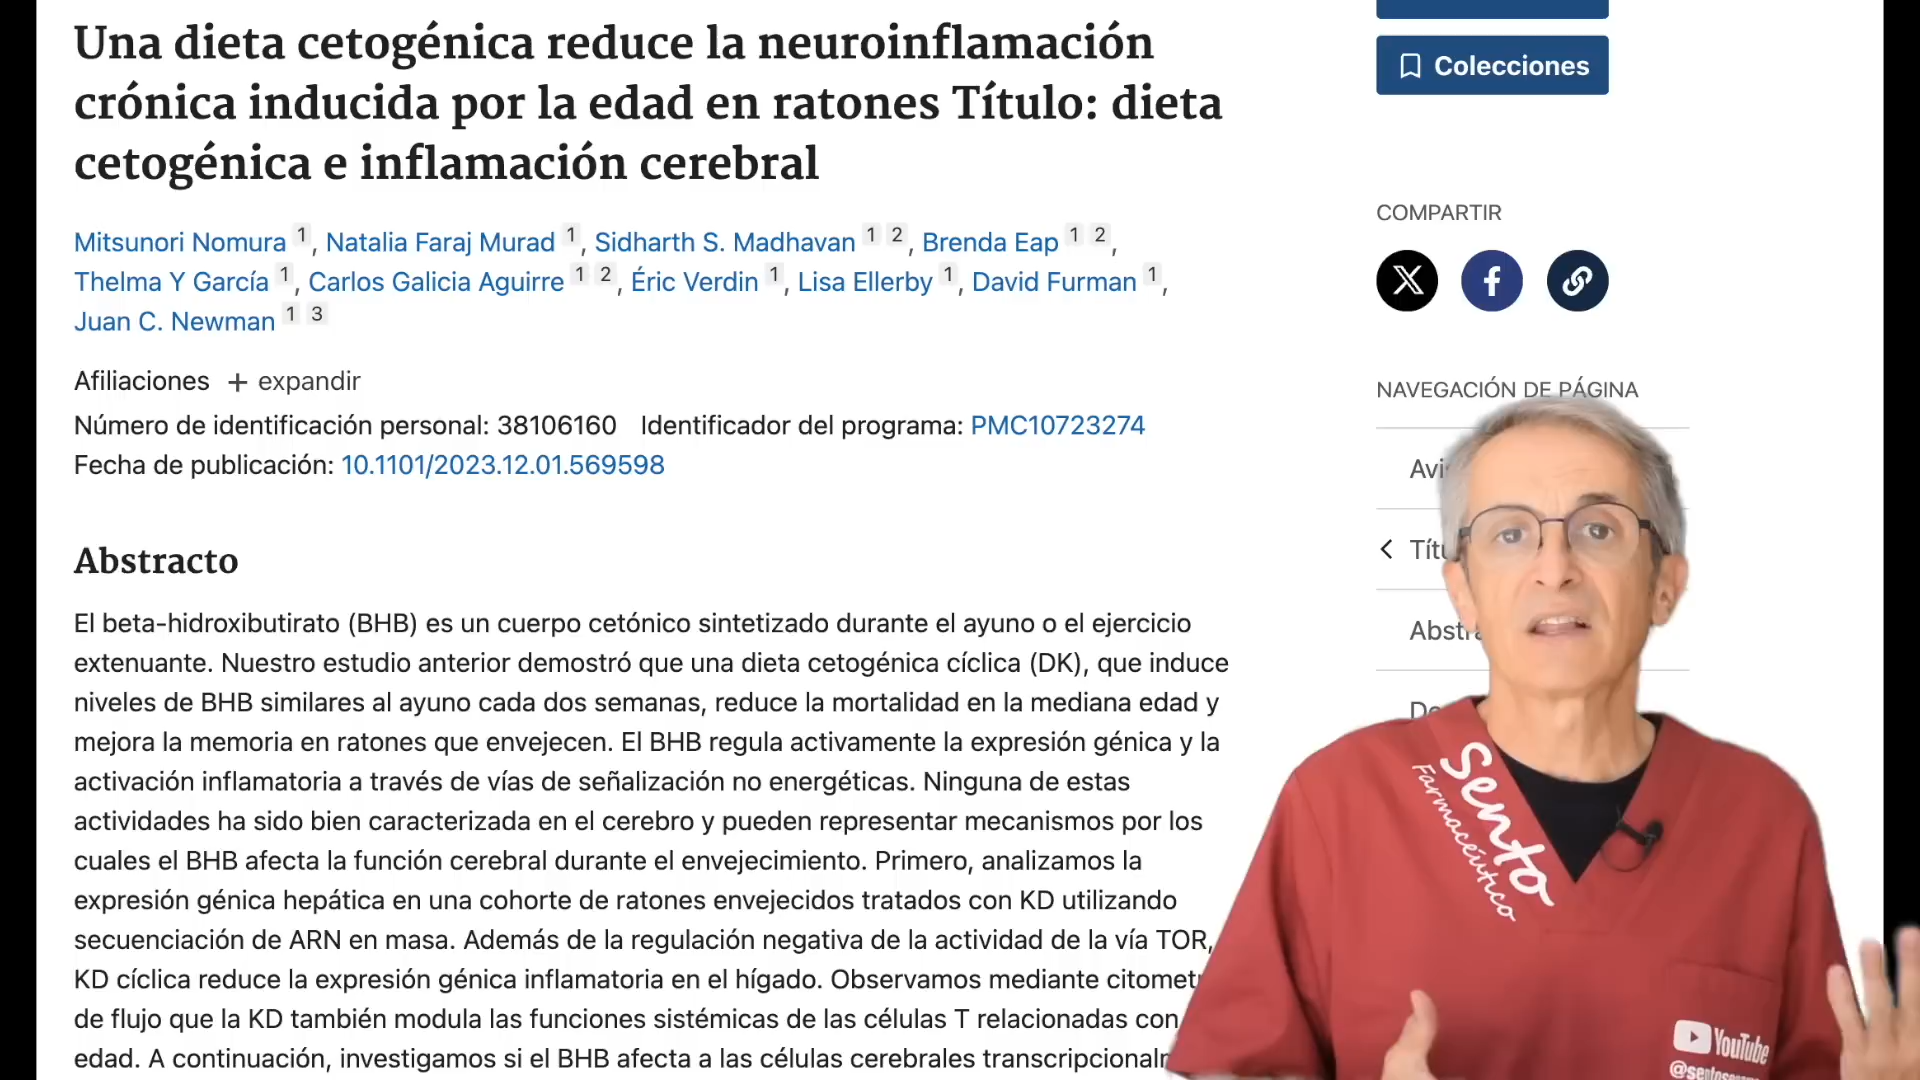 Una dieta cetogénica reduce la neuroinflamación
crónica inducida por la edad en ratones Título: dieta
cetogénica e inflamación cerebral
Mitsunori Nomura 1, Natalia Faraj Murad 1, Sidharth S. Madhavan 1 2, Brenda Eap 1 2,
Thelma Y García 1, Carlos Galicia Aguirre 1 2, Éric Verdin 1, Lisa Ellerby 1, David Furman 1,
Juan C. Newman 1 3
Afiliaciones + expandir
Número de identificación personal: 38106160 Identificador del programa: PMC10723274
Fecha de publicación: 10.1101/2023.12.01.569598
Abstracto
El beta-hidroxibutirato (BHB) es un cuerpo cetónico sintetizado durante el ayuno o el ejercicio
extenuante. Nuestro estudio anterior demostró que una dieta cetogénica cíclica (DK), que induce
niveles de BHB similares al ayuno cada dos semanas, reduce la mortalidad en la mediana edad y
mejora la memoria en ratones que envejecen. El BHB regula activamente la expresión génica y la
activación inflamatoria a través de vías de señalización no energéticas. Ninguna de estas
actividades ha sido bien caracterizada en el cerebro y pueden representar mecanismos por los
cuales el BHB afecta la función cerebral durante el envejecimiento. Primero, analizamos la
expresión génica hepática en una cohorte de ratones envejecidos tratados con KD utilizando
secuenciación de ARN en masa. Además de la regulación negativa de la actividad de la vía TOR,
KD cíclica reduce la expresión génica inflamatoria en el hígado. Observamos mediante
de flujo que la KD también modula las funciones sistémicas de las células T relacionadas con
edad. A continuación, investigamos si el BHB afecta a las células cerebrales
Colecciones
COMPARTIR
NAVEGACIÓN DE PÁGINA
Sento
Farmacéutico
YouTube